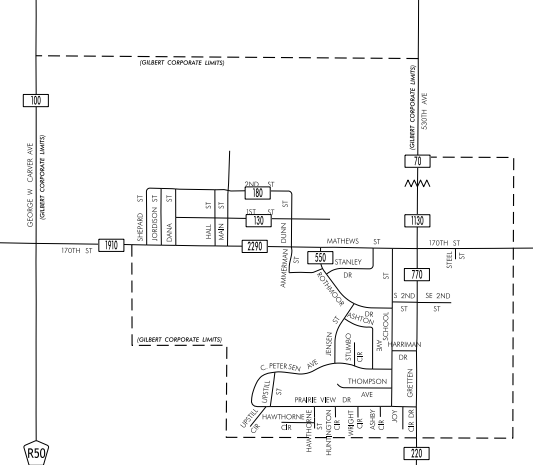 (GILBERT CORPORATE LIMITS)
100
GEORGE W CARVER AVE
(GILBERT CORPORATE LIMITS)
(GILBERT CORPORATE LIMITS)
530TH AVE
70
1130
2ND ST
180
1ST ST
130
SHEPARD ST
JORDISON ST
DANA ST
HALL ST
MAIN ST
DUNN ST
170TH ST
1910
2290
MATHEWS ST
170TH ST
STEEL ST
AMMERMAN ST
550
STANLEY DR
ROTHMOOR
770
S 2ND ST
SE 2ND ST
SCHOOL ST
DR
ASHTON AVE
JENSEN ST
STUMBO CIR
HARRIMAN DR
(GILBERT CORPORATE LIMITS)
C. PETERSEN AVE
THOMPSON AVE
GRETTEN
UPSTILL ST
UPSTILL CIR
PRAIRIE VIEW DR
HAWTHORNE CIR
HAWTHORNE ST
HUNTINGTON CIR
WRIGHT CIR
ASHBY CIR
JOY CIR
DR
R50
220